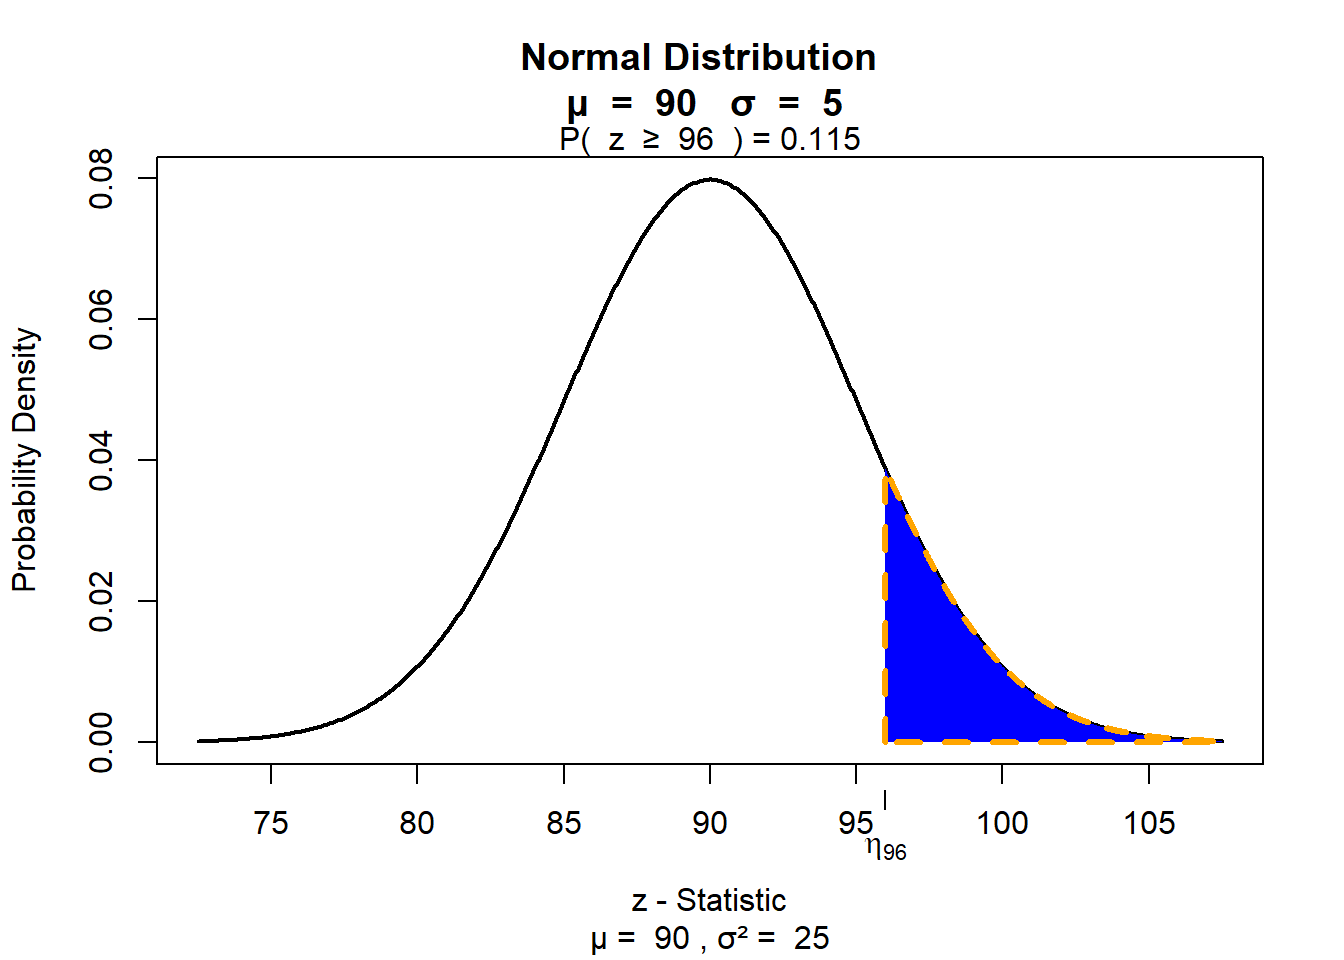 Normal Distribution
μ = 90 σ = 5
P( z ≥ 96 ) = 0.115
Probability Density
0.08
0.06
0.04
0.02
0.00
75 80 85 90 95 100 105
η96
z - Statistic
μ = 90 , σ² = 25